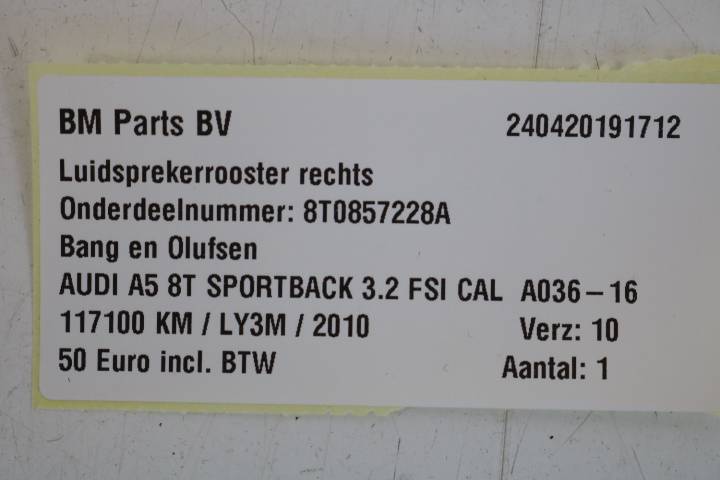 BM Parts BV 240420191712
Luidsprekerrooster rechts
Onderdeelnummer: 8T0857228A
Bang en Olufsen
AUDI A5 8T SPORTBACK 3.2 FSI CAL A036-16
117100 KM / LY3M / 2010 Verz: 10
50 Euro incl. BTW Aantal: 1